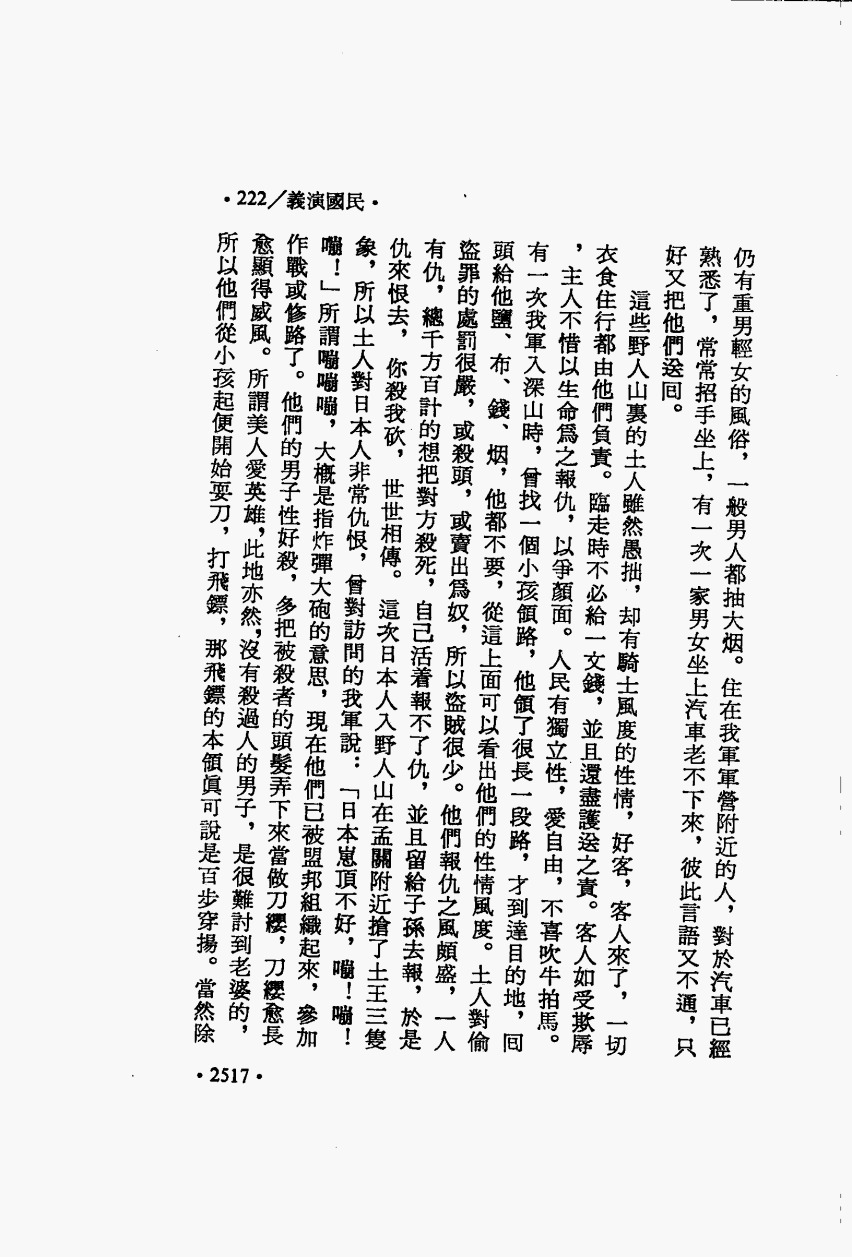 •222／義演國民•
仍有重男輕女的風俗，一般男人都抽大烟。住在我軍軍營附近的人，對於汽車已經
熟悉了，常常招手坐上，有一次一家男女坐上汽車老不下來，彼此言語又不通，只
好又把他們送回。
這些野人山裏的土人雖然愚拙，却有騎士風度的性情，好客，客人來了，一切
衣食住行都由他們負責。臨走時不必給一文錢，並且還盡護送之責。客人如受欺辱
，主人不惜以生命爲之報仇，以爭顏面。人民有獨立性，愛自由，不喜吹牛拍馬。
有一次我軍入深山時，曾找一個小孩領路，他領了很長一段路，才到達目的地，回
頭給他鹽、布、錢、烟，他都不要，從這上面可以看出他們的性情風度。土人對偷
盜罪的處罰很嚴，或殺頭，或賣出爲奴，所以盜賊很少。他們報仇之風頗盛，一人
有仇，總千方百計的想把對方殺死，自己活着報不了仇，並且留給子孫去報，於是
仇來恨去，你殺我砍，世世相傳。這次日本人入野人山在孟關附近搶了土王三隻
象，所以土人對日本人非常仇恨，曾對訪問的我軍說：「日本崽頂不好，嘣！嘣！
嘣！」所謂嘣嘣嘣，大概是指炸彈大砲的意思，現在他們已被盟邦組織起來，參加
作戰或修路了。他們的男子性好殺，多把被殺者的頭髮弄下來當做刀纓，刀纓愈長
愈顯得威風。所謂美人愛英雄，此地亦然，沒有殺過人的男子，是很難討到老婆的，
所以他們從小孩起便開始耍刀，打飛鏢，那飛鏢的本領眞可說是百步穿揚。當然除
•2517•